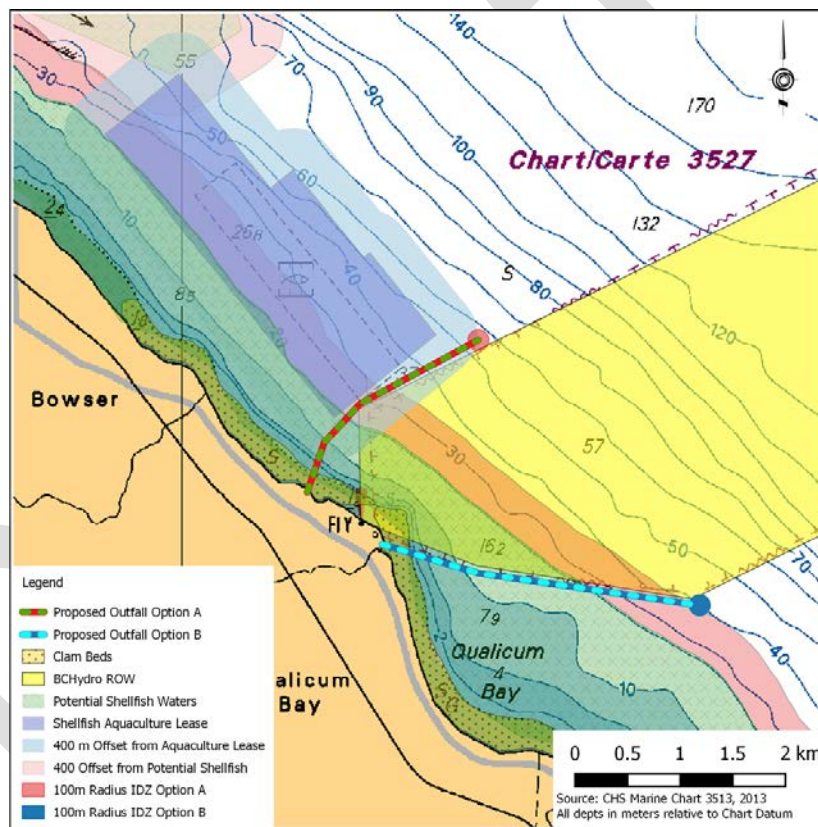 140
55
30
70
170
90
50
100
Chart/Carte 3527
24
60
10
132
26₈
40
S
80
8₅
120
20
37
Bowser
30
57
S
FlY
16₂
50
70
7₉
Qualicum
4
Bay
40
10
SG
Legend
Proposed Outfall Option A
Proposed Outfall Option B
Clam Beds
BCHydro ROW
Potential Shellfish Waters
Shellfish Aquaculture Lease
400 m Offset from Aquaculture Lease
400 Offset from Potential Shellfish
100m Radius IDZ Option A
100m Radius IDZ Option B
alicum
Bay
0 0.5 1 1.5 2 km
Source: CHS Marine Chart 3513, 2013
All depts in meters relative to Chart Datum